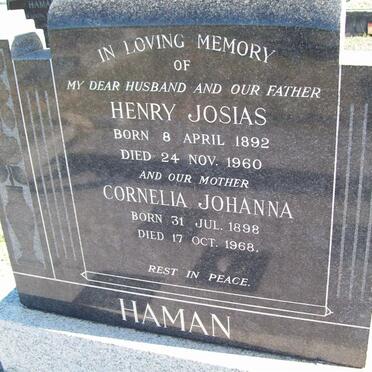 HAMAN
IN LOVING MEMORY
OF
MY DEAR HUSBAND AND OUR FATHER
HENRY JOSIAS
BORN 8 APRIL 1892
DIED 24 NOV. 1960
AND OUR MOTHER
CORNELIA JOHANNA
BORN 31 JUL. 1898
DIED 17 OCT. 1968.
REST IN PEACE.
HAMAN